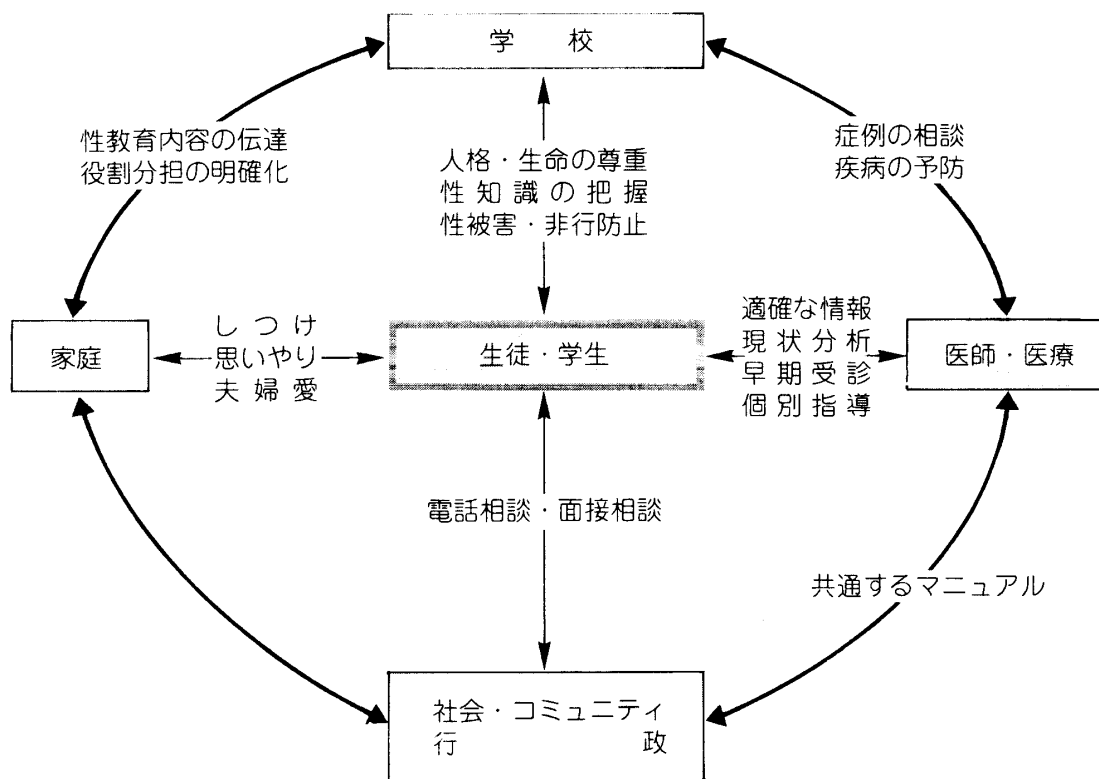 学校
性教育内容の伝達
役割分担の明確化
人格・生命の尊重
性知識の把握
性被害・非行防止
症例の相談
疾病の予防
家庭
しつけ
思いやり
夫婦愛
生徒・学生
適確な情報
現状分析
早期受診
個別指導
医師・医療
電話相談・面接相談
共通するマニュアル
社会・コミュニティ
行政